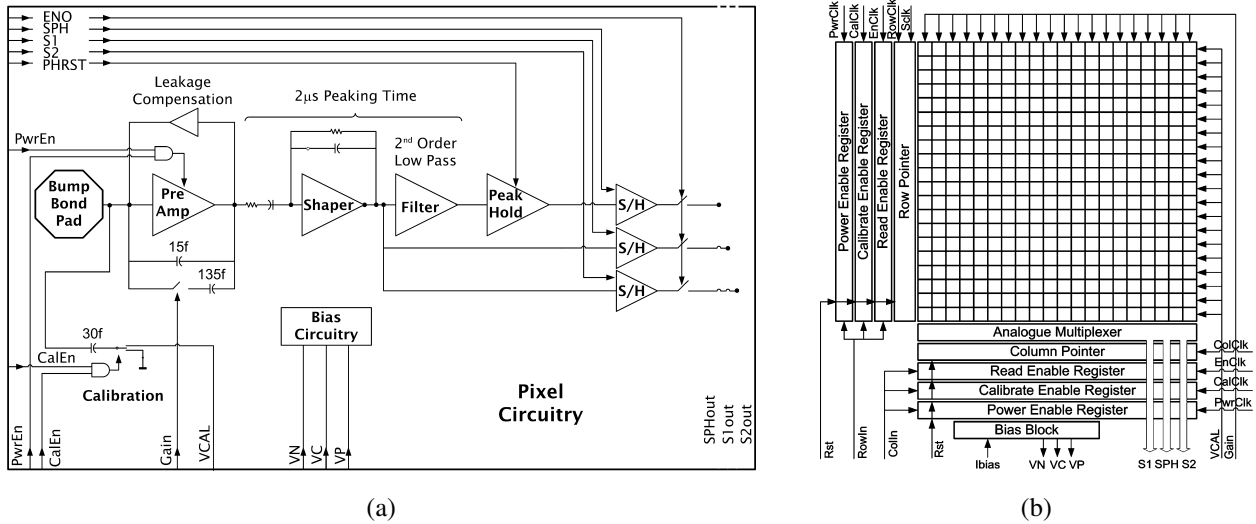 ENO
SPH
S1
S2
PHRST
Leakage
Compensation
2μs Peaking Time
PwrEn
2nd Order
Low Pass
Bump
Bond
Pad
Pre
Amp
Shaper
Filter
Peak
Hold
S/H
S/H
S/H
15f
135f
30f
Bias
Circuitry
CalEn
Calibration
Pixel
Circuitry
PwrEn
CalEn
Gain
VCAL
VN
VC
VP
SPHout
S1out
S2out
(a)
PwrClk
CalClk
EnClk
RowClk
Sclk
Power Enable Register
Calibrate Enable Register
Read Enable Register
Row Pointer
Analogue Multiplexer
Column Pointer
Read Enable Register
Calibrate Enable Register
Power Enable Register
Bias Block
ColClk
EnClk
CalClk
PwrClk
Rst
RowIn
ColIn
Rst
Ibias
VN VC VP
S1 SPH S2
VCAL
Gain
(b)